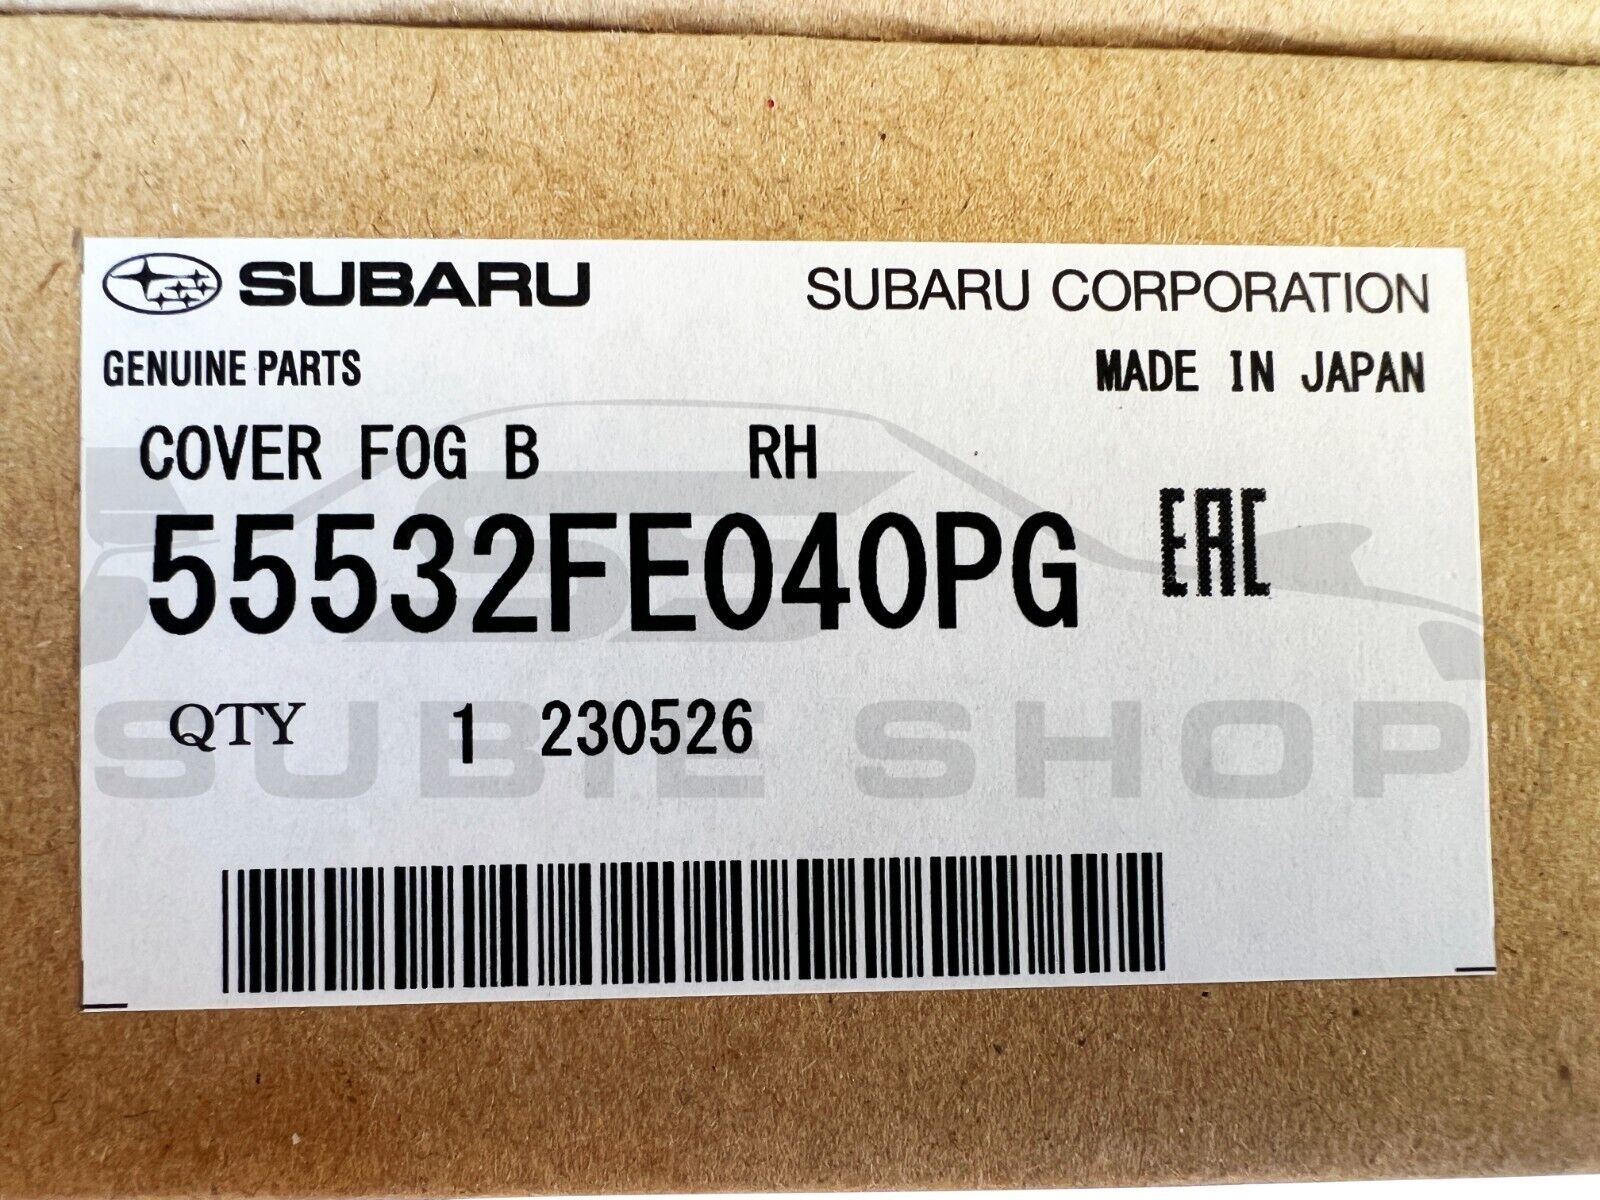 SUBARU SUBARU CORPORATION
GENUINE PARTS MADE IN JAPAN
COVER FOG B RH
55532FE040PG EAC
QTY 1 230526
SUBIE SHOP